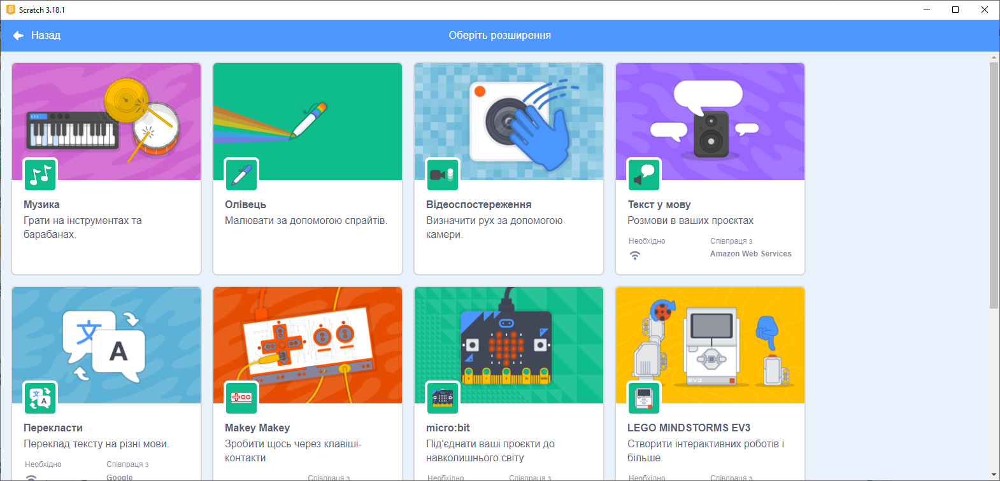 Scratch 3.18.1
Назад
Оберіть розширення
Музика
Грати на інструментах та
барабанах.
Олівець
Малювати за допомогою спрайтів.
Відеоспостереження
Визначити рух за допомогою
камери.
Текст у мову
Розмови в ваших проєктах
Необхідно
Співпраця з
Amazon Web Services
文
A
文
A
Перекласти
Переклад тексту на різні мови.
Необхідно
Співпраця з
Google
Makey Makey
Зробити щось через клавіші-
контакти
Співпраця з
micro:bit
Під'єднати ваші проєкти до
навколишнього світу
Необхідно
Співпраця з
EV3
LEGO MINDSTORMS EV3
Створити інтерактивних роботів і
більше.
Необхідно
Співпраця з